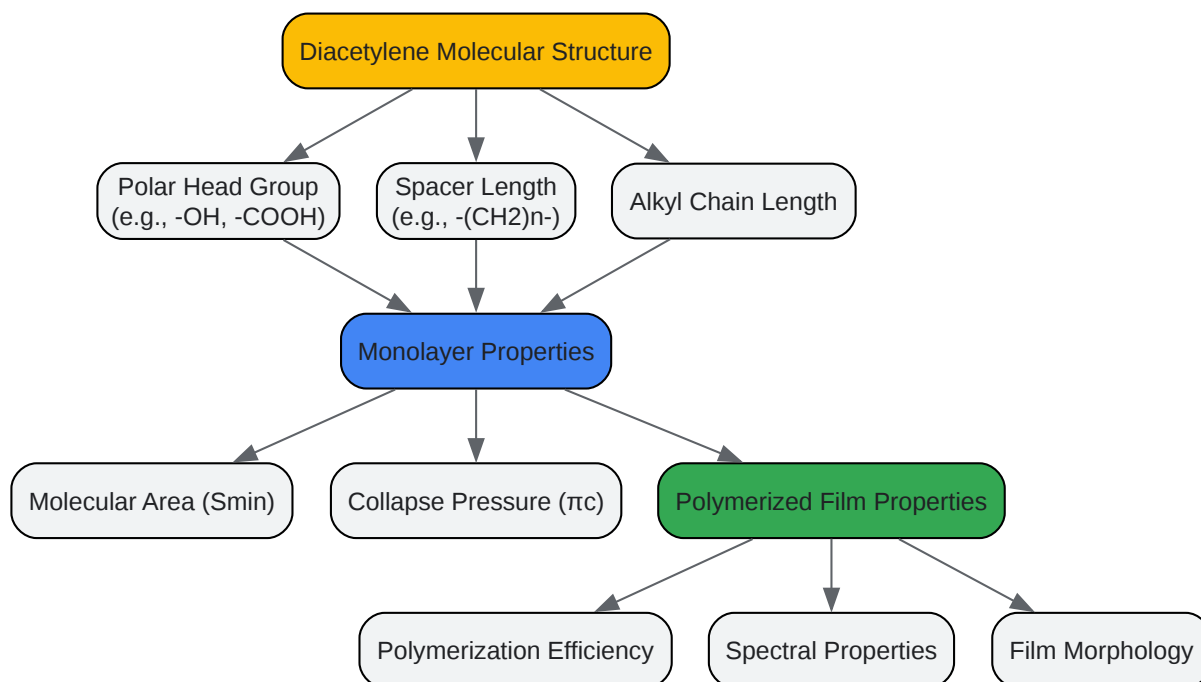 Diacetylene Molecular Structure
Polar Head Group
(e.g., -OH, -COOH)
Spacer Length
(e.g., -(CH2)n-)
Alkyl Chain Length
Monolayer Properties
Molecular Area (Smin)
Collapse Pressure (πc)
Polymerized Film Properties
Polymerization Efficiency
Spectral Properties
Film Morphology